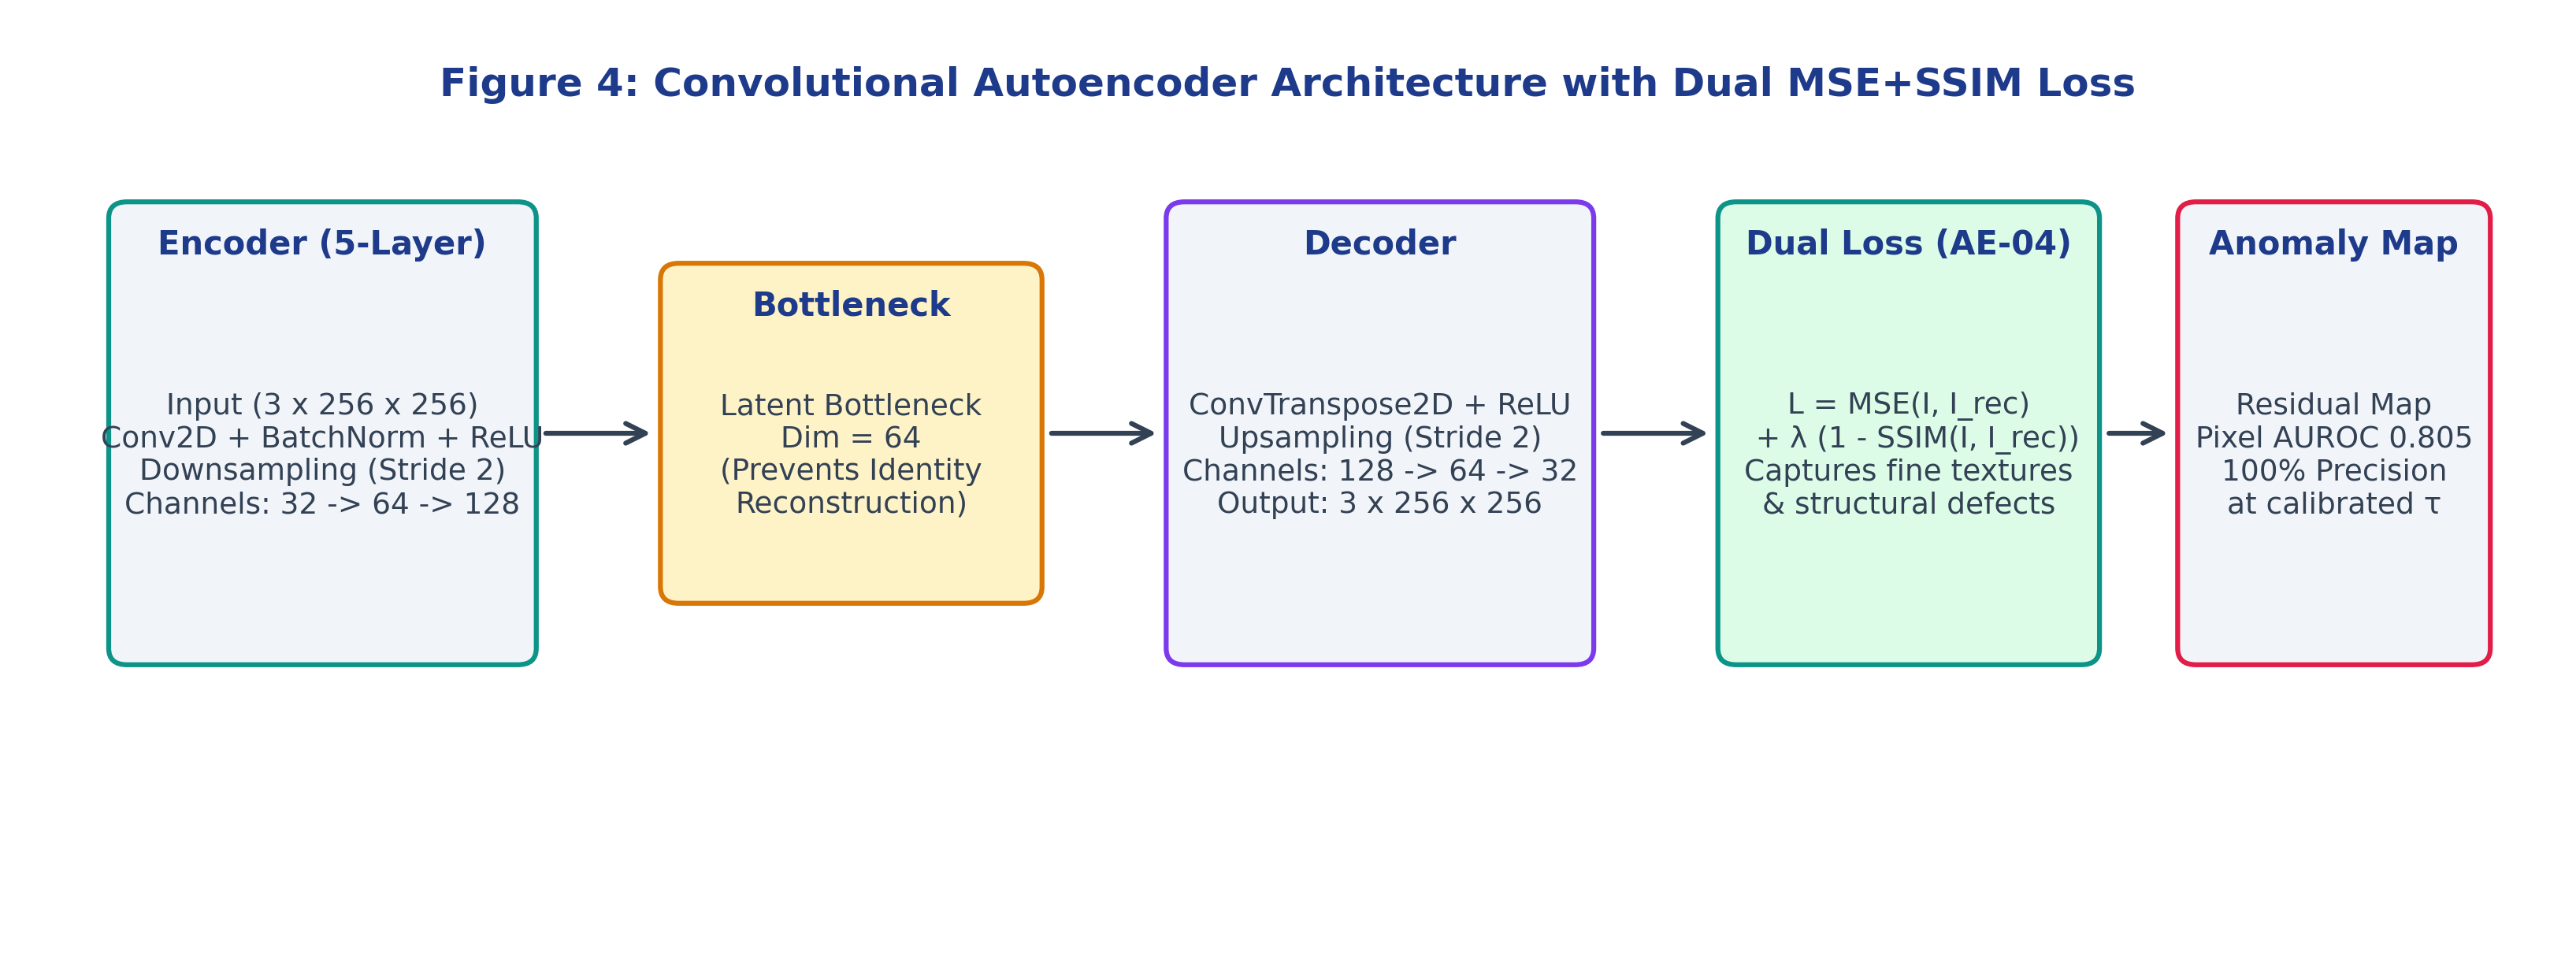 Figure 4: Convolutional Autoencoder Architecture with Dual MSE+SSIM Loss
Encoder (5-Layer)
Input (3 x 256 x 256)
Conv2D + BatchNorm + ReLU
Downsampling (Stride 2)
Channels: 32 -> 64 -> 128
Bottleneck
Latent Bottleneck
Dim = 64
(Prevents Identity
Reconstruction)
Decoder
ConvTranspose2D + ReLU
Upsampling (Stride 2)
Channels: 128 -> 64 -> 32
Output: 3 x 256 x 256
Dual Loss (AE-04)
L = MSE(I, I_rec)
+ λ (1 - SSIM(I, I_rec))
Captures fine textures
& structural defects
Anomaly Map
Residual Map
Pixel AUROC 0.805
100% Precision
at calibrated τ